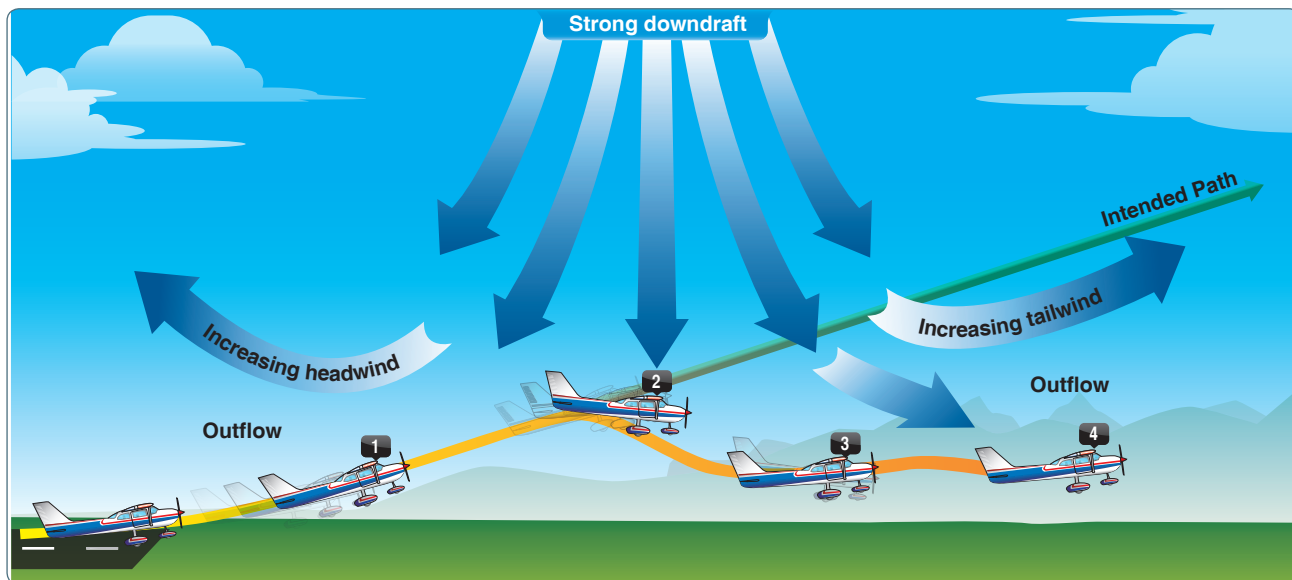 Strong downdraft
Intended Path
Increasing headwind
Increasing tailwind
Outflow
Outflow
1
2
3
4